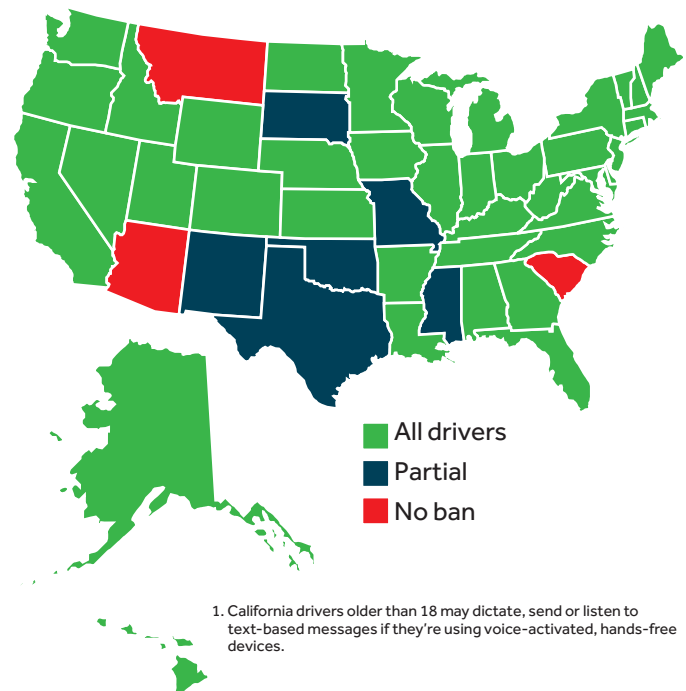 All drivers
Partial
No ban
1. California drivers older than 18 may dictate, send or listen to
text-based messages if they're using voice-activated, hands-free
devices.